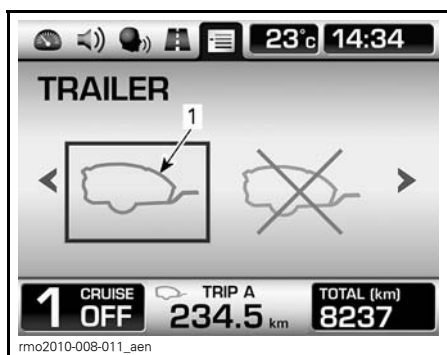 23°c 14:34
TRAILER
1
1 CRUISE OFF TRIP A 234.5 km TOTAL (km) 8237
rmo2010-008-011_aen